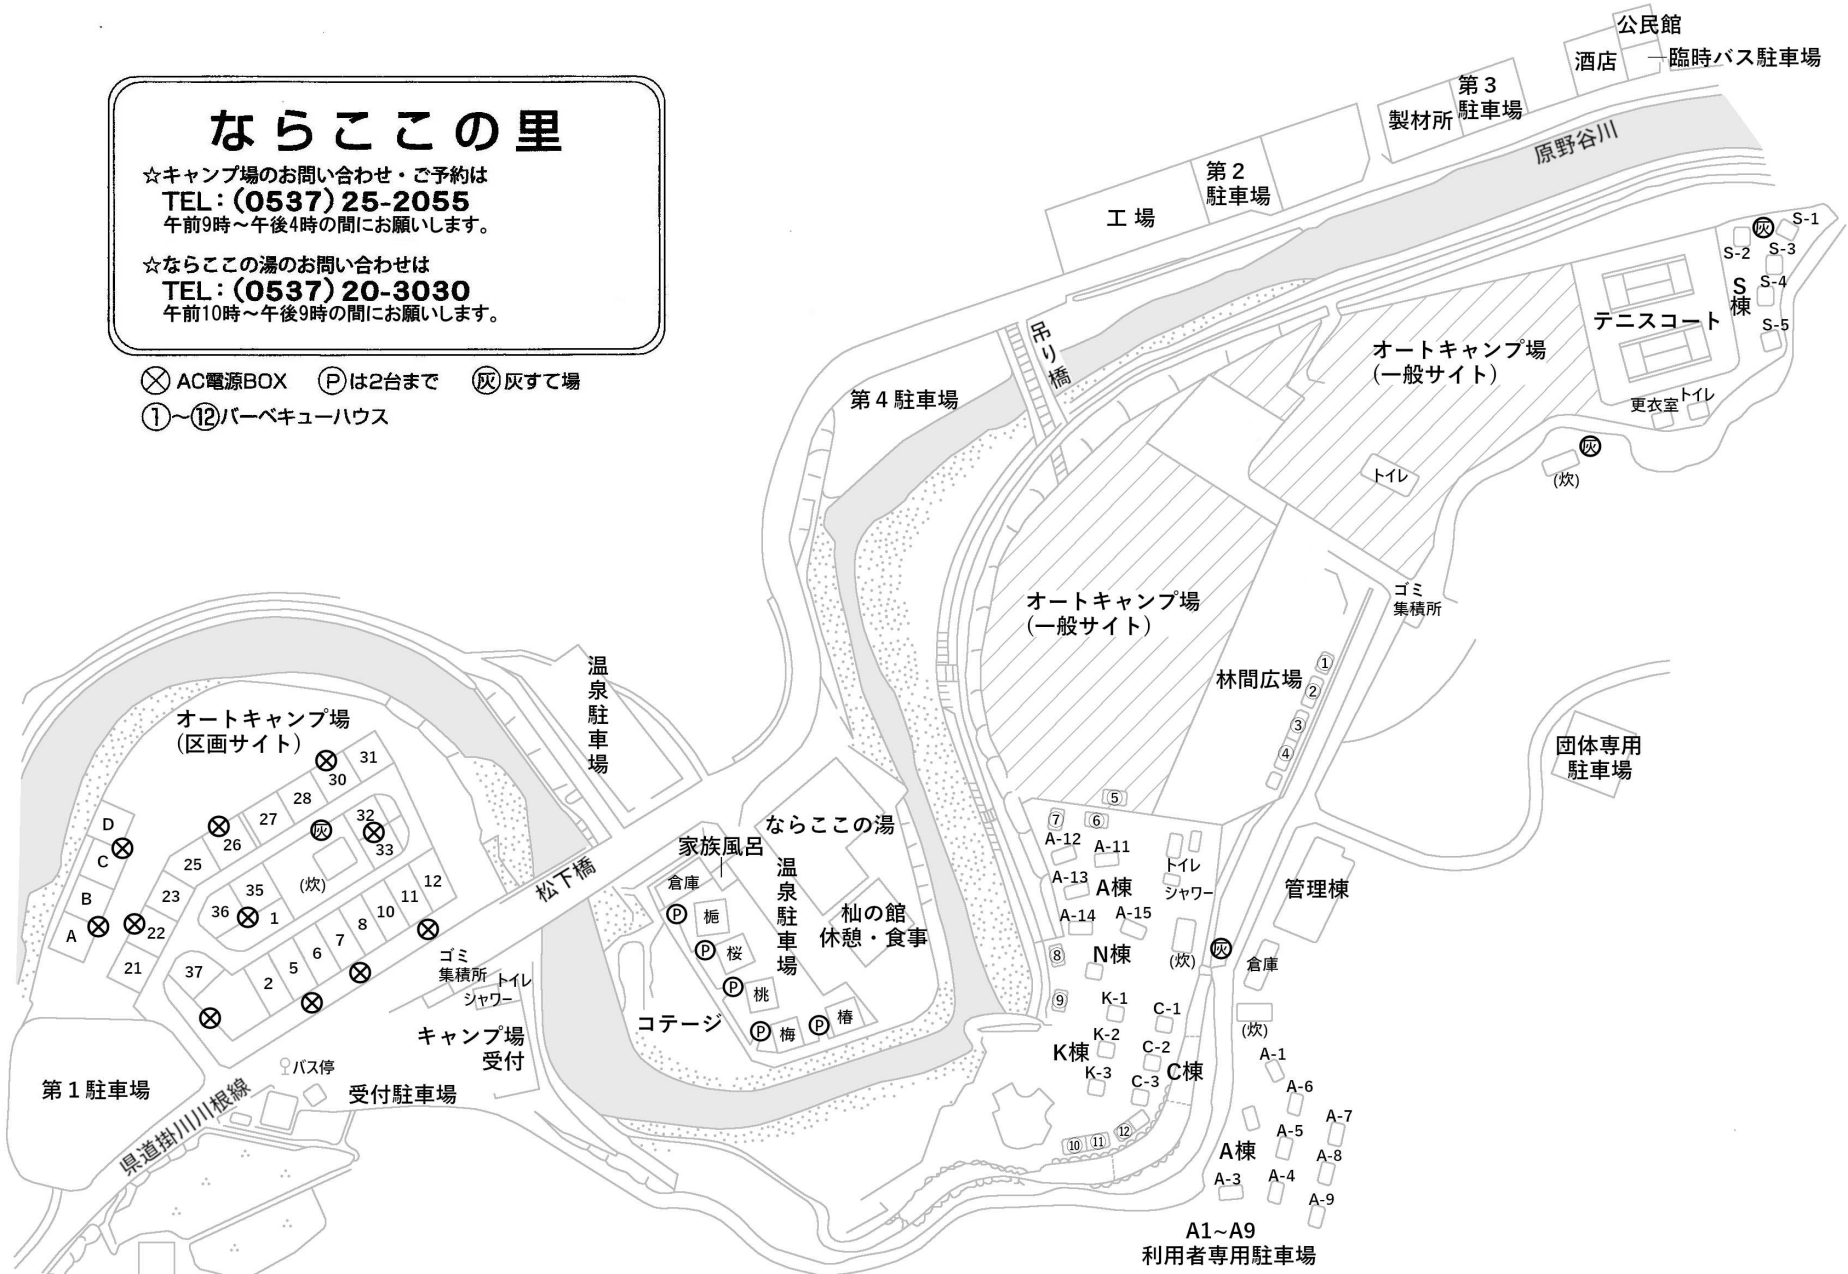 ならここの里
☆キャンプ場のお問い合わせ・ご予約は
TEL：(0537)25-2055
午前9時～午後4時の間にお願いします。
☆ならここの湯のお問い合わせは
TEL：(0537)20-3030
午前10時～午後9時の間にお願いします。
AC電源BOX
Ⓟは2台まで
灰 灰すて場
①～⑫バーベキューハウス
公民館
酒店
臨時バス駐車場
第３
駐車場
製材所
原野谷川
第２
駐車場
工 場
吊り橋
第４駐車場
オートキャンプ場
(一般サイト)
トイレ
テニスコート
S-1
灰
S-2
S-3
S-4
S-5
S棟
更衣室
トイレ
灰
(炊)
ゴミ
集積所
オートキャンプ場
(一般サイト)
林間広場
①
②
③
④
団体専用
駐車場
⑤
⑥
⑦
A-12
A-11
A-13
A棟
A-14
A-15
トイレ
シャワー
管理棟
N棟
(炊)
灰
倉庫
(炊)
⑧
⑨
K-1
K-2
K棟
K-3
C-1
C-2
C棟
C-3
⑩
⑪
⑫
A-1
A-6
A-7
A-5
A-8
A棟
A-3
A-4
A-9
A1~A9
利用者専用駐車場
温泉駐車場
ならここの湯
家族風呂
温泉駐車場
杣の館
休憩・食事
倉庫
Ⓟ
梔
Ⓟ
桜
Ⓟ
桃
Ⓟ
梅
Ⓟ
椿
コテージ
松下橋
オートキャンプ場
(区画サイト)
D
C
B
A
31
30
28
27
26
25
23
22
21
灰
32
33
(炊)
35
36
1
37
2
5
6
7
8
10
11
12
ゴミ
集積所
トイレ
シャワー
キャンプ場
受付
バス停
受付駐車場
第１駐車場
県道掛川川根線